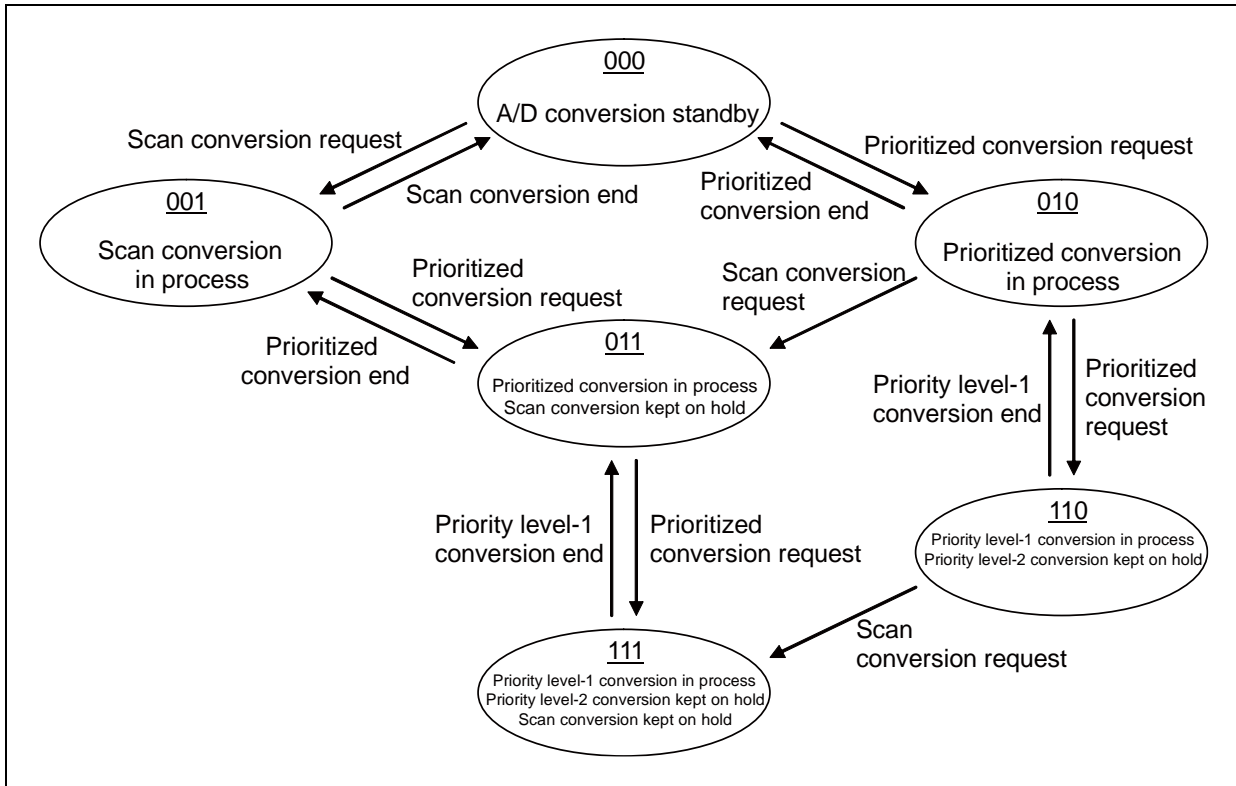 000
A/D conversion standby
Scan conversion request
Prioritized conversion request
Scan conversion end
Prioritized
conversion end
001
Scan conversion
in process
010
Prioritized conversion
in process
Prioritized
conversion request
Scan conversion
request
Prioritized
conversion end
011
Prioritized conversion in process
Scan conversion kept on hold
Priority level-1
conversion end
Prioritized
conversion
request
Priority level-1
conversion end
Prioritized
conversion request
110
Priority level-1 conversion in process
Priority level-2 conversion kept on hold
Scan
conversion request
111
Priority level-1 conversion in process
Priority level-2 conversion kept on hold
Scan conversion kept on hold